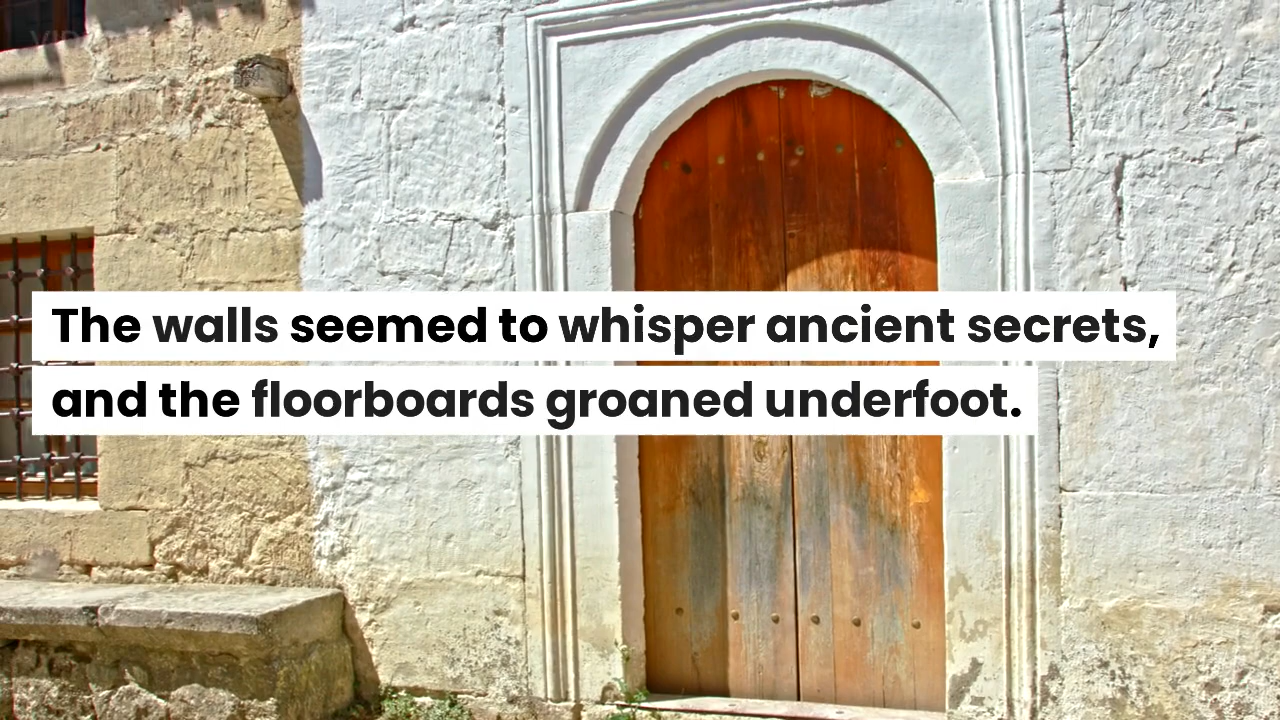 The walls seemed to whisper ancient secrets,
and the floorboards groaned underfoot.